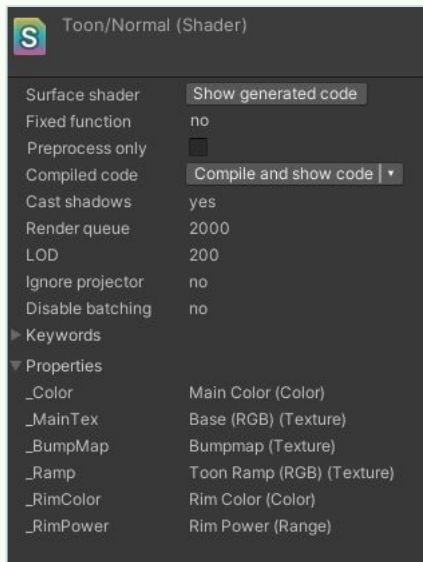 S Toon/Normal (Shader)
Surface shader Show generated code
Fixed function no
Preprocess only
Compiled code Compile and show code
Cast shadows yes
Render queue 2000
LOD 200
Ignore projector no
Disable batching no
Keywords
Properties
_Color Main Color (Color)
_MainTex Base (RGB) (Texture)
_BumpMap Bumpmap (Texture)
_Ramp Toon Ramp (RGB) (Texture)
_RimColor Rim Color (Color)
_RimPower Rim Power (Range)